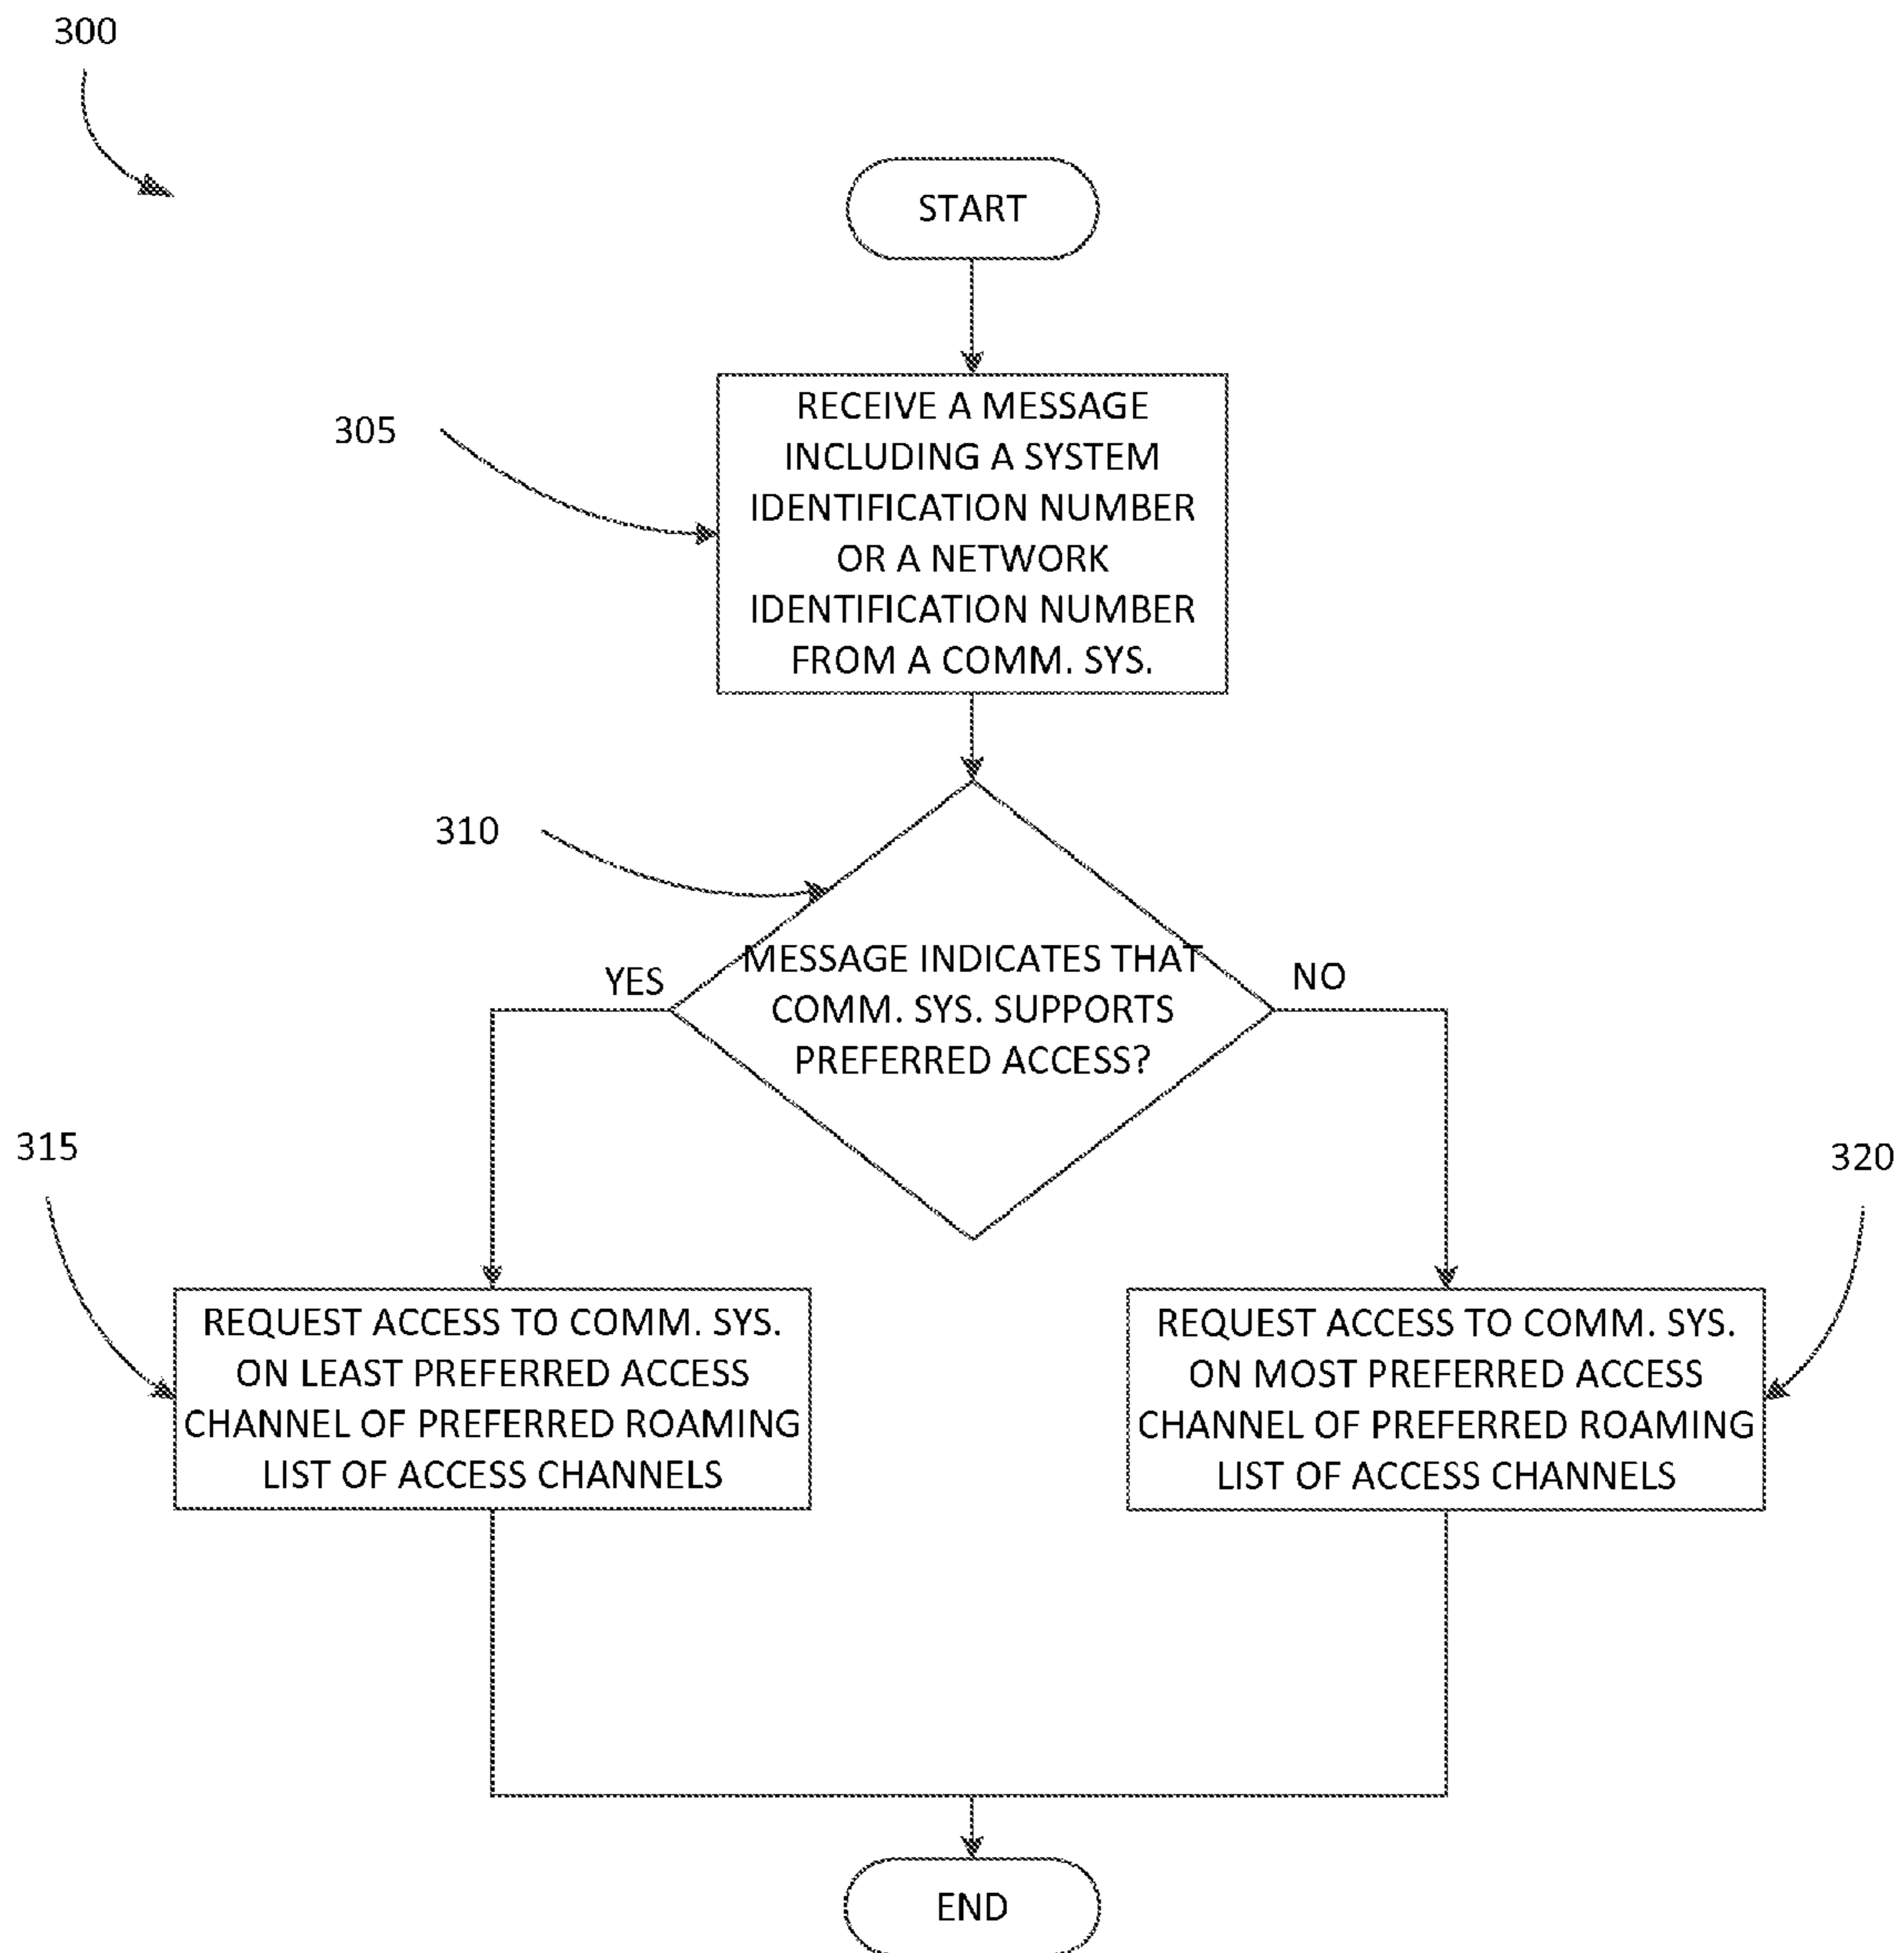 300
START
305
RECEIVE A MESSAGE
INCLUDING A SYSTEM
IDENTIFICATION NUMBER
OR A NETWORK
IDENTIFICATION NUMBER
FROM A COMM. SYS.
310
YES
MESSAGE INDICATES THAT
COMM. SYS. SUPPORTS
PREFERRED ACCESS?
NO
315
REQUEST ACCESS TO COMM. SYS.
ON LEAST PREFERRED ACCESS
CHANNEL OF PREFERRED ROAMING
LIST OF ACCESS CHANNELS
320
REQUEST ACCESS TO COMM. SYS.
ON MOST PREFERRED ACCESS
CHANNEL OF PREFERRED ROAMING
LIST OF ACCESS CHANNELS
END